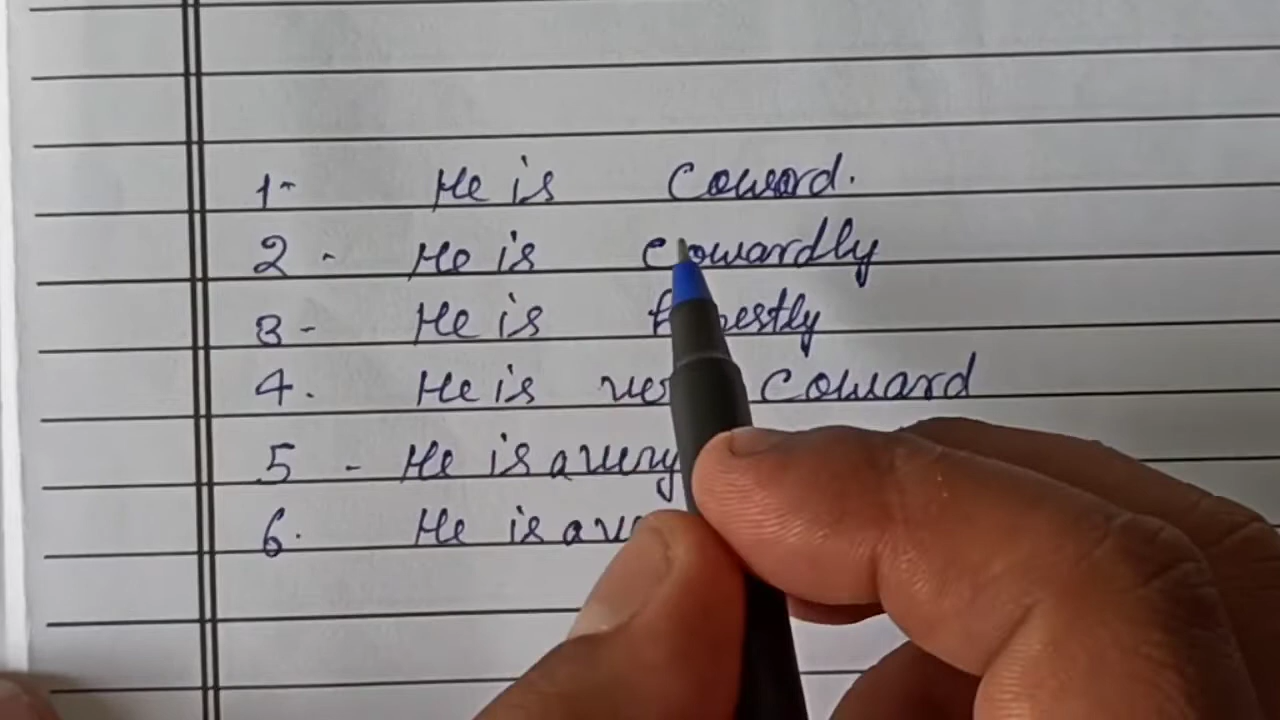 1- He is Coward.
2 - He is Cowardly
3- He is
4. He is Coward
5 - He is a very
6. He is a